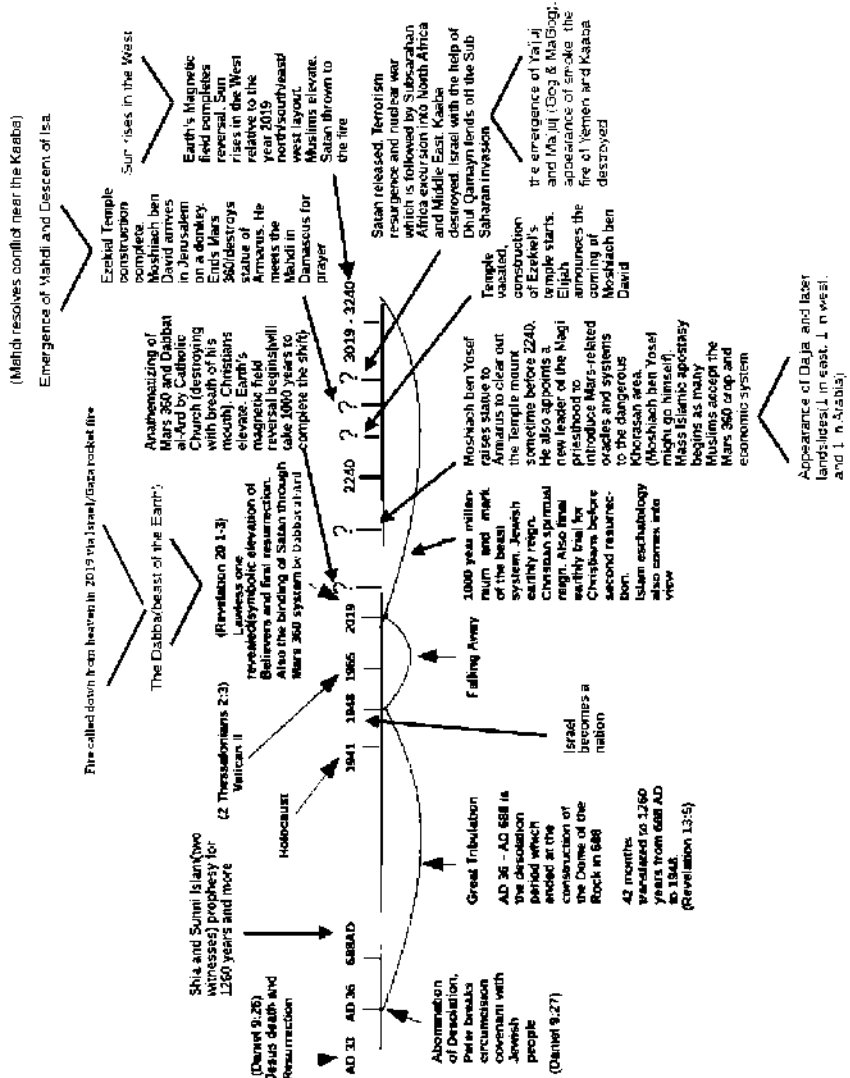 (Mahdi resolves conflict near the Kaaba)
Emergence of Mahdi and Descent of Isa
Sun rises in the West
Ezekial Temple
construction
complete.
Moshiach ben
David arrives
in Jerusalem
on a donkey.
Ends Mars
360/destroys
statue of
Armarus. He
meets the
Mahdi in
Damascus for
prayer
Earth's Magnetic
field completes
reversal. Sun
rises in the West
relative to the
year 2019
north/south/east/
west layout.
Muslims elevate.
Satan thrown to
the fire
Fire called down from heaven in 2019 via Israel/Gaza rocket fire
The Dabba(beast of the Earth)
Anathematizing of
Mars 360 and Dabbat
al-Ard by Catholic
Church (destroying
with breath of his
mouth). Christians
elevate. Earth's
magnetic field
reversal begins(will
take 1000 years to
complete the shift)
(Revelation 20 1-3)
Lawless one
revealed(symbolic elevation of
Believers and first resurrection.
Also the binding of Satan through
Mars 360 system by Dabbat al-ard
(2 Thessalonians 2:3)
Vatican II
Holocaust
Shia and Sunni Islam(two
witnesses) prophesy for
1260 years and more
(Daniel 9:26)
Jesus death and
Resurrection
AD 33
AD 36
688AD
1941
1948
1965
2019
?
?
2240
?
?
?
3019 - 3240
Abomination
of Desolation,
Peter breaks
circumcision
covenant with
Jewish
people
(Daniel 9:27)
Great Tribulation
AD 36 - AD 688 is
the desolation
period which
ended at the
construction of
the Dome of the
Rock in 688
42 months
translated to 1260
years from 688 AD
to 1948.
(Revelation 13:5)
Israel
becomes a
nation
Falling Away
1000 year millen-
nium and mark
of the beast
system. Jewish
earthly reign.
Christian spiritual
reign. Also final
earthly trial for
Christians before
second resurrec-
tion.
Islam eschatology
also comes into
view
Moshiach ben Yosef
raises statue to
Armarus to clear out
the Temple mount
sometime before 2240.
He also appoints a
new leader of the Magi
priesthood to
introduce Mars-related
oracles and systems
to the dangerous
Khorasan area.
(Moshiach ben Yosef
might go himself).
Mass Islamic apostasy
begins as many
Muslims accept the
Mars 360 crop and
economic system
Appearance of Dajjal and later
landslides(1 in east, 1 in west,
and 1 in Arabia)
Temple
vacated,
construction
of Ezekiel's
temple starts.
Elijah
announces the
coming of
Moshiach ben
David
Satan released. Terrorism
resurgence and nuclear war
which is followed by Subsarahan
Africa excursion into North Africa
and Middle East. Kaaba
destroyed. Israel with the help of
Dhul Qarnayn fends off the Sub
Saharan invasion
the emergence of Ya'juj
and Ma'juj (Gog & MaGog);
appearance of smoke, the
fire of Yemen and Kaaba
destroyed